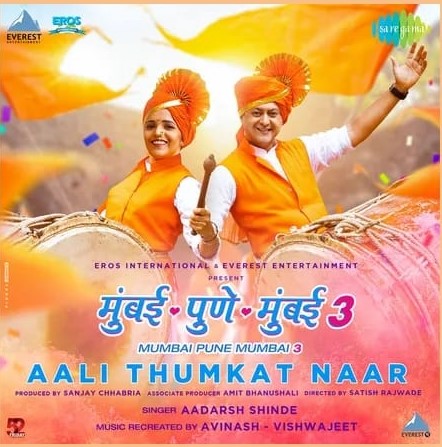 EVEREST
ENTERTAINMENT
EROS
saregama
EROS INTERNATIONAL & EVEREST ENTERTAINMENT
PRESENT
मुंबई पुणे मुंबई 3
MUMBAI PUNE MUMBAI 3
AALI THUMKAT NAAR
PRODUCED BY SANJAY CHHABRIA ASSOCIATE PRODUCER AMIT BHANUSHALI DIRECTED BY SATISH RAJWADE
SINGER AADARSH SHINDE
MUSIC RECREATED BY AVINASH - VISHWAJEET
EVEREST